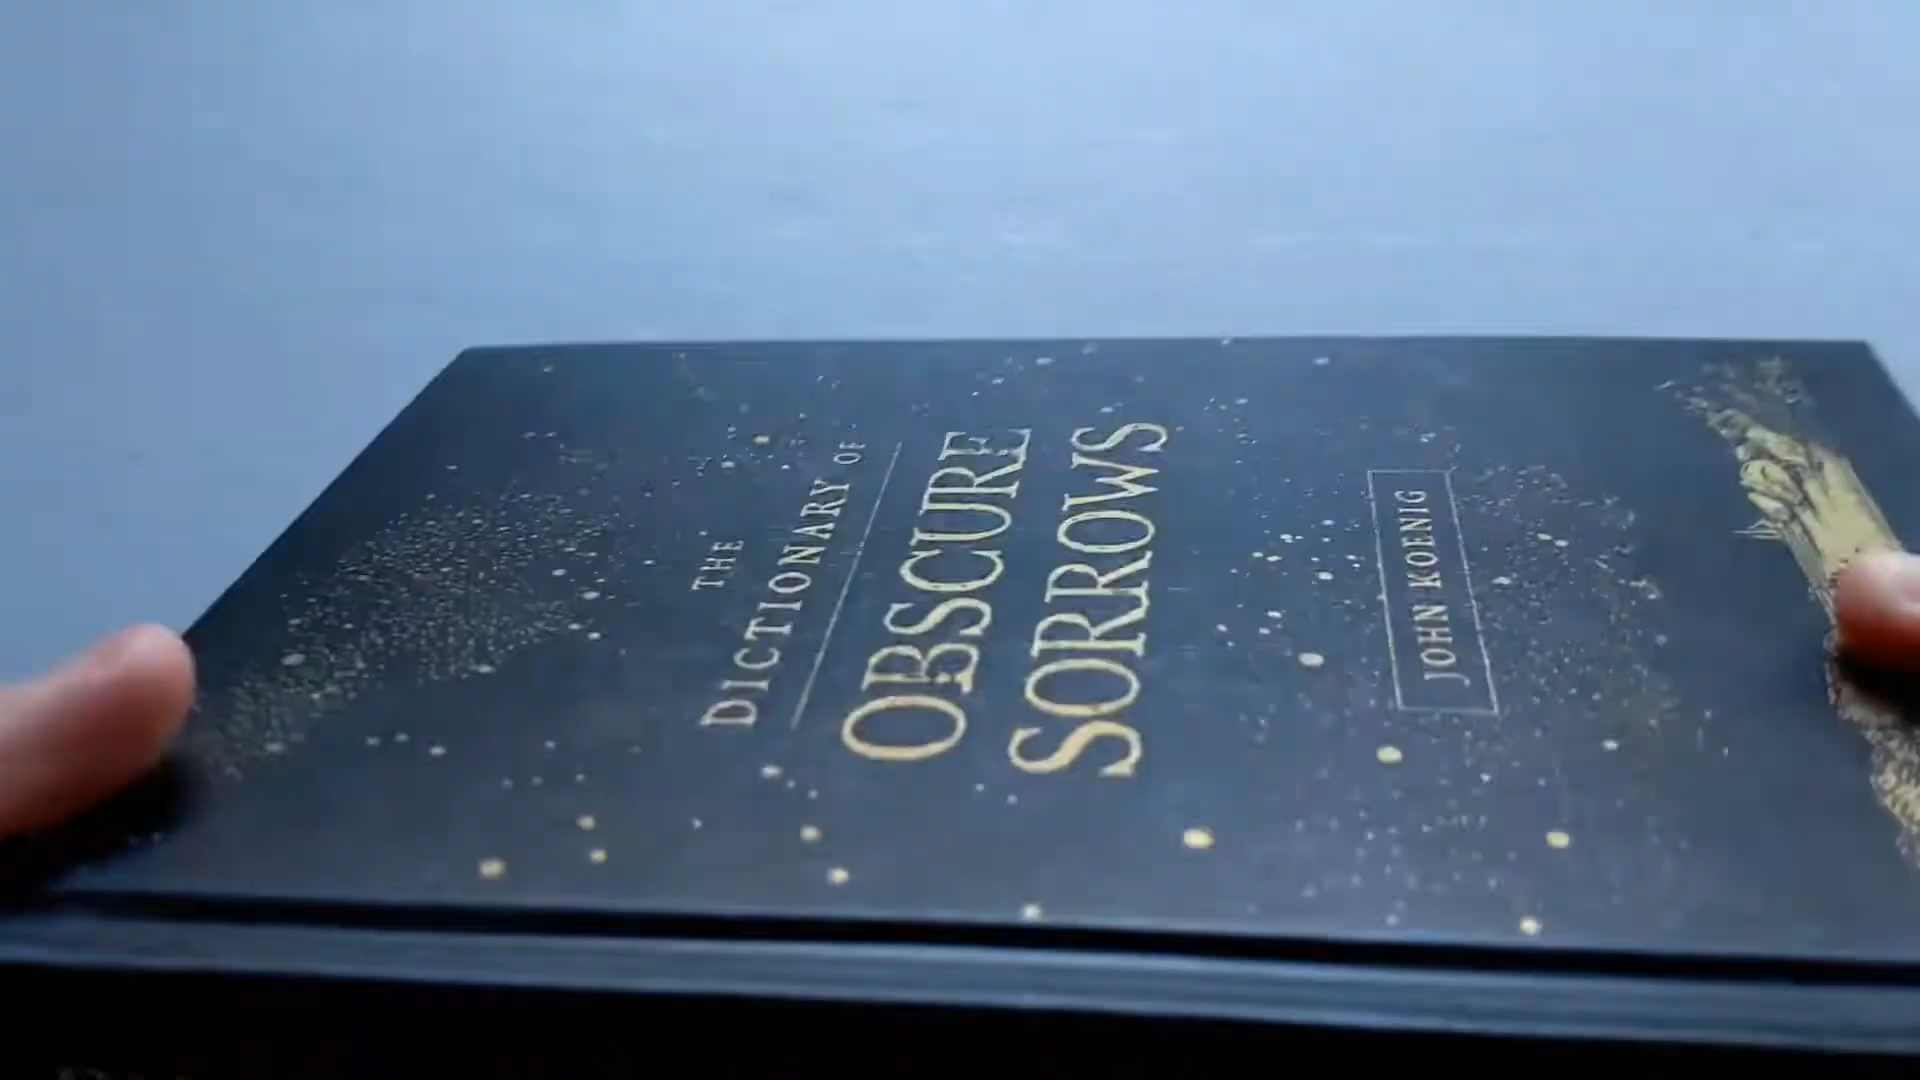 THE
DICTIONARY OF
OBSCURE
SORROWS
JOHN KOENIG